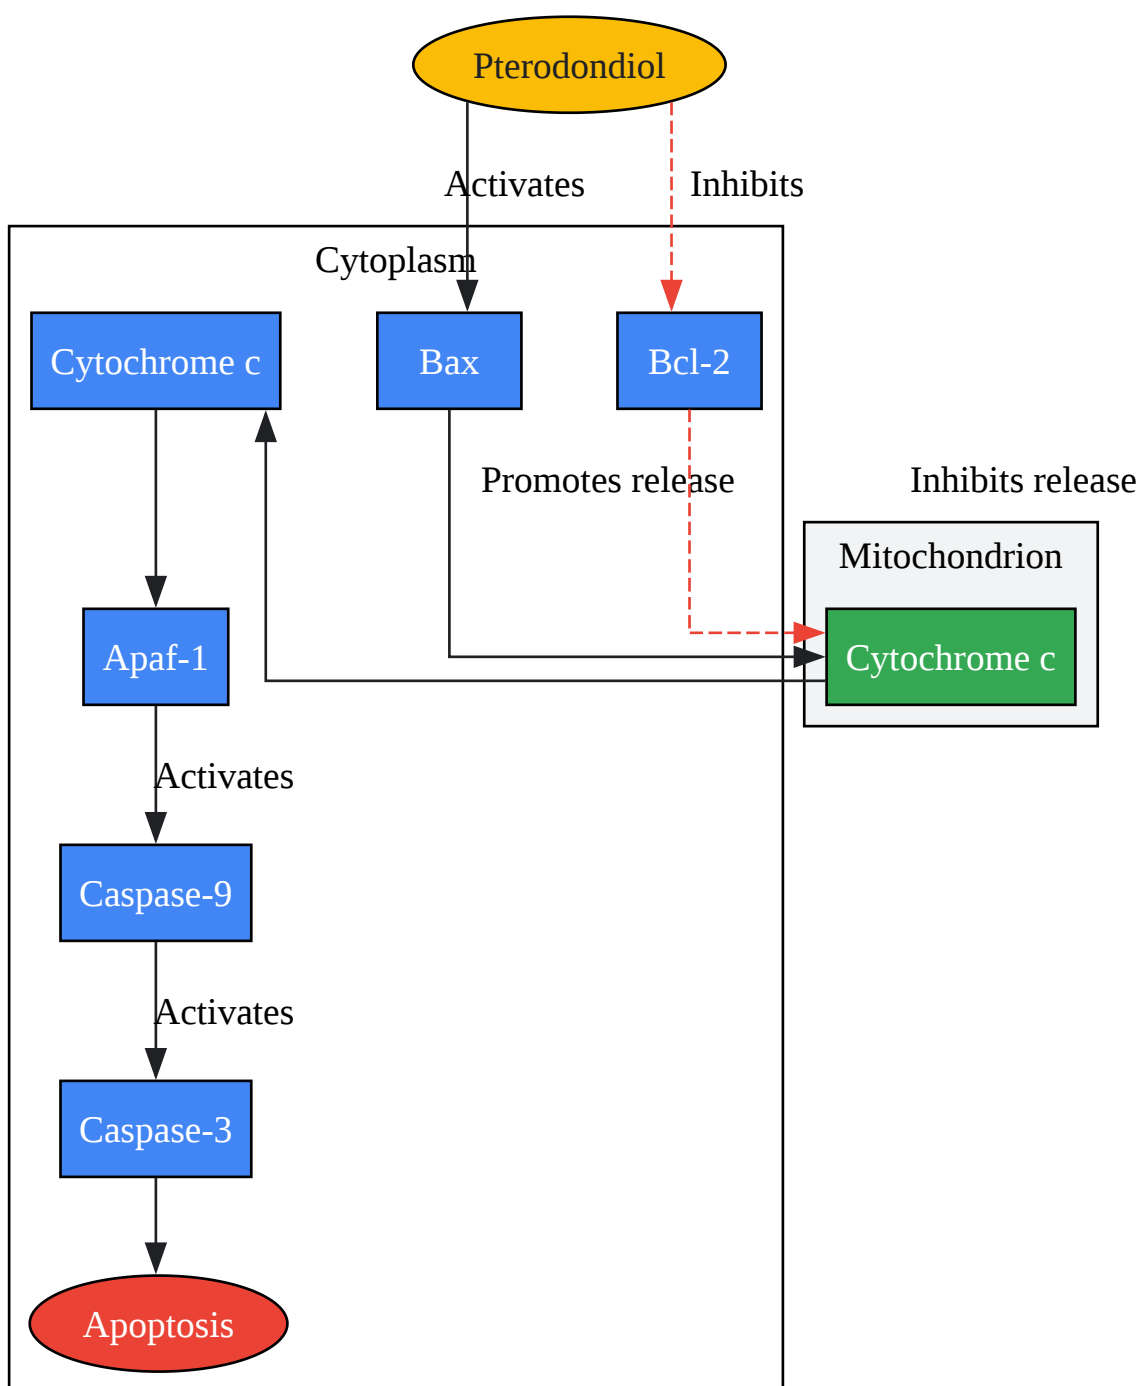 Pterodondiol
Activates
Inhibits
Cytoplasm
Cytochrome c
Bax
Bcl-2
Promotes release
Inhibits release
Mitochondrion
Apaf-1
Cytochrome c
Activates
Caspase-9
Activates
Caspase-3
Apoptosis